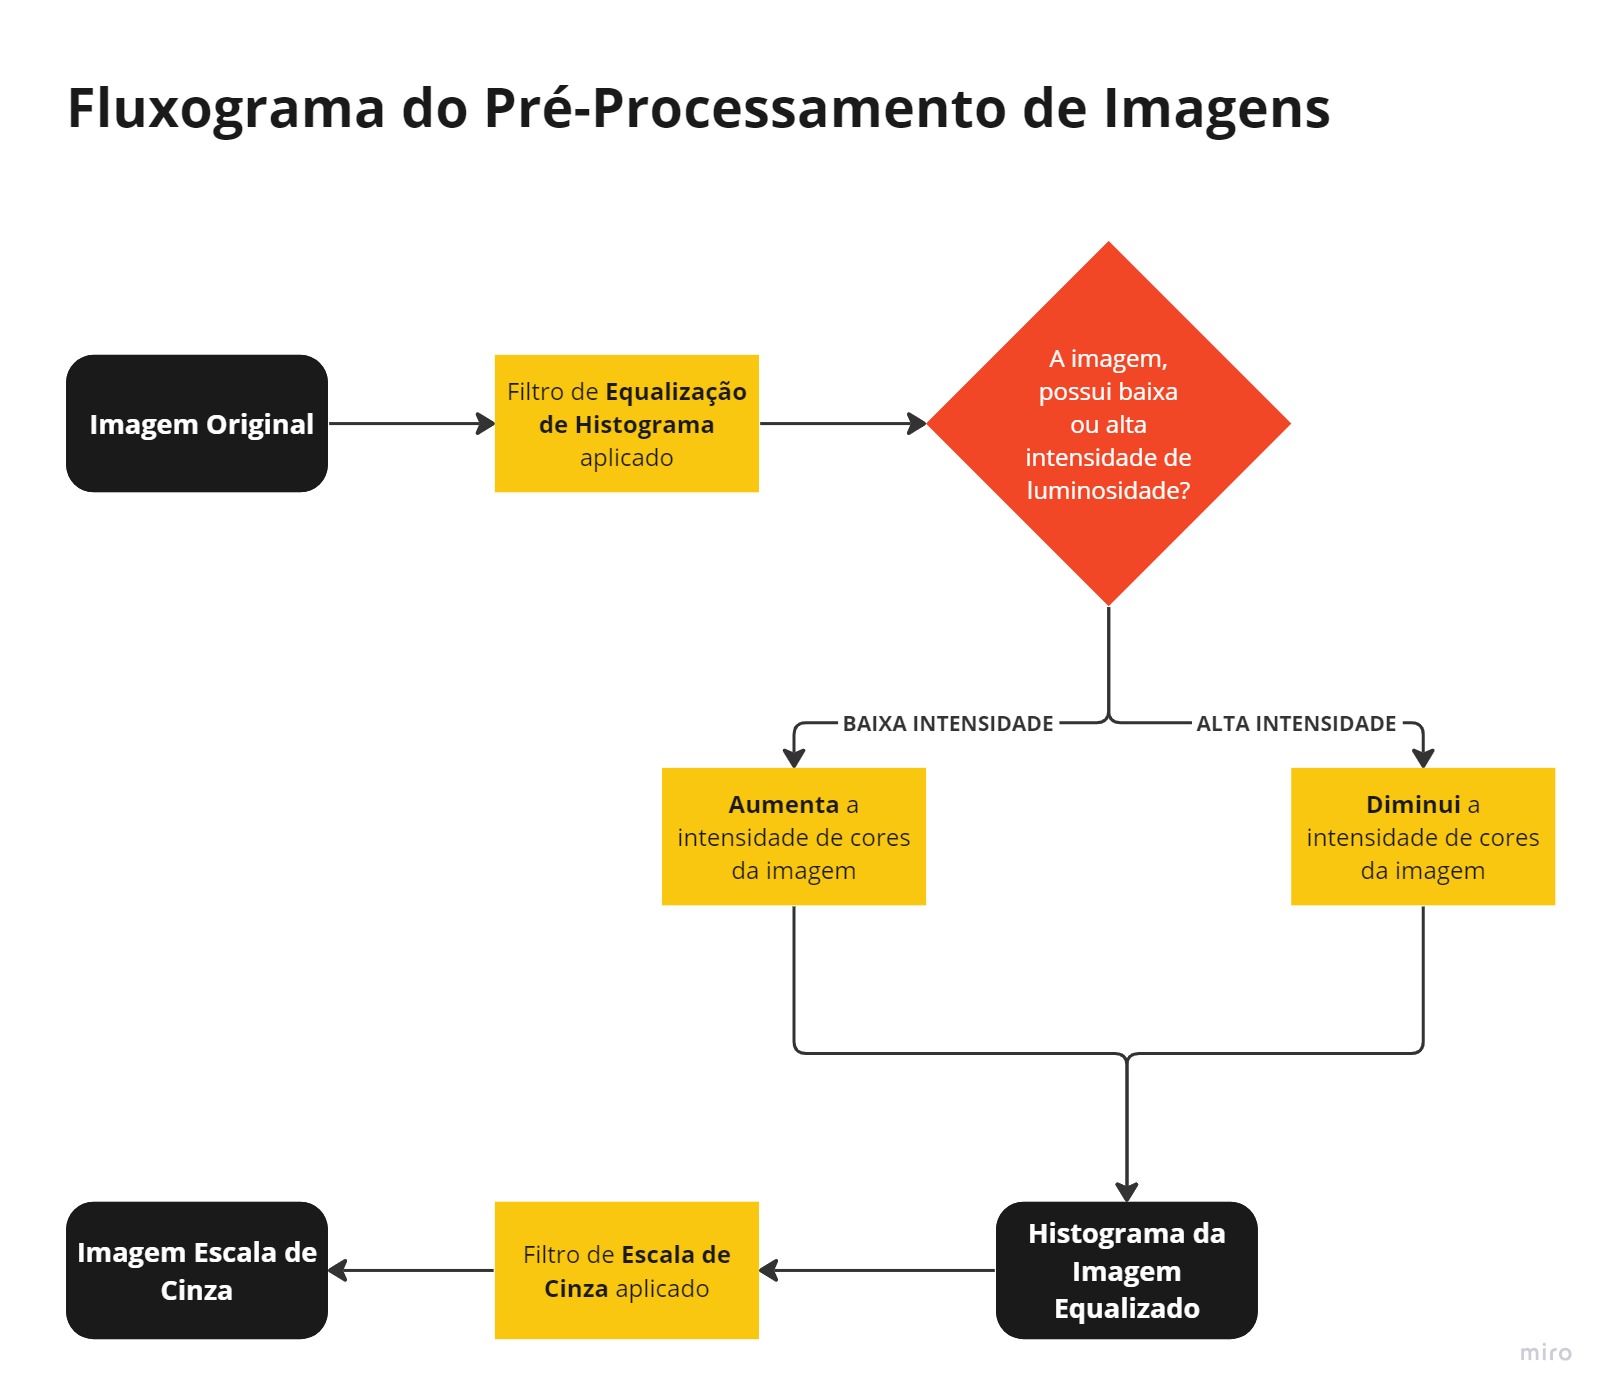 Fluxograma do Pré-Processamento de Imagens
Imagem Original
Filtro de Equalização
de Histograma
aplicado
A imagem,
possui baixa
ou alta
intensidade de
luminosidade?
BAIXA INTENSIDADE
ALTA INTENSIDADE
Aumenta a
intensidade de cores
da imagem
Diminui a
intensidade de cores
da imagem
Histograma da
Imagem
Equalizado
Filtro de Escala de
Cinza aplicado
Imagem Escala de
Cinza
miro